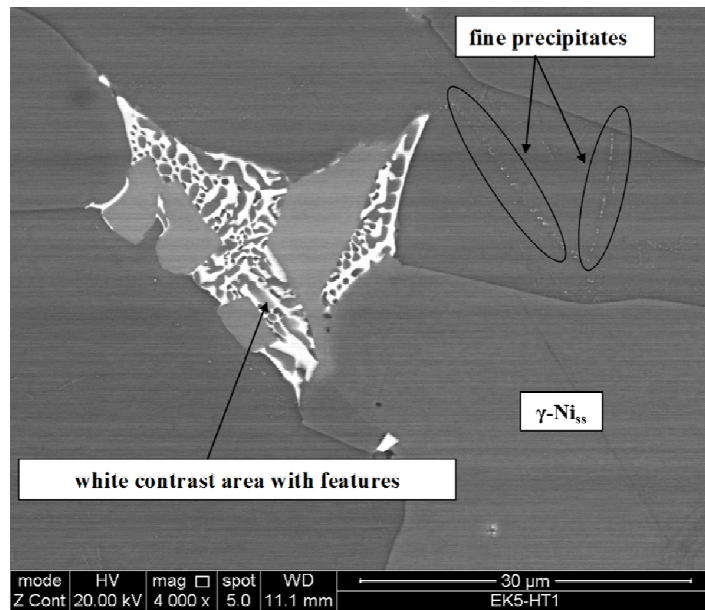 fine precipitates
γ-Niss
white contrast area with features
mode HV mag □ spot WD 30 µm
Z Cont 20.00 kV 4 000 x 5.0 11.1 mm EK5-HT1